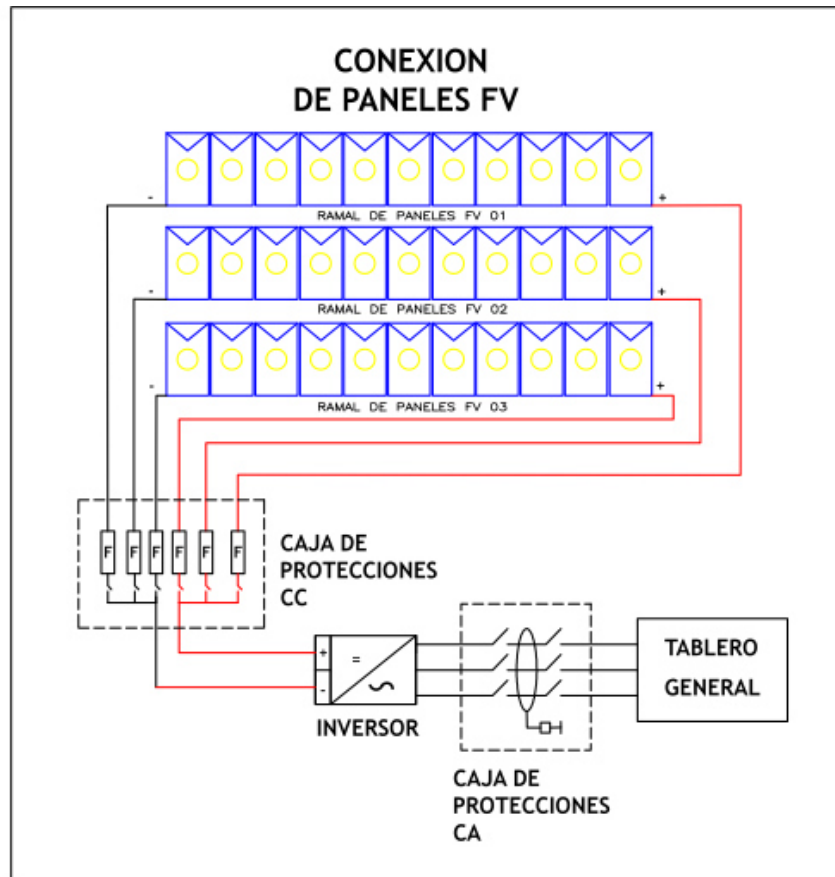 CONEXION
DE PANELES FV
- +
RAMAL DE PANELES FV 01
- +
RAMAL DE PANELES FV 02
- +
RAMAL DE PANELES FV 03
F F F F F F
CAJA DE
PROTECCIONES
CC
+
=
-
INVERSOR
TABLERO
GENERAL
CAJA DE
PROTECCIONES
CA